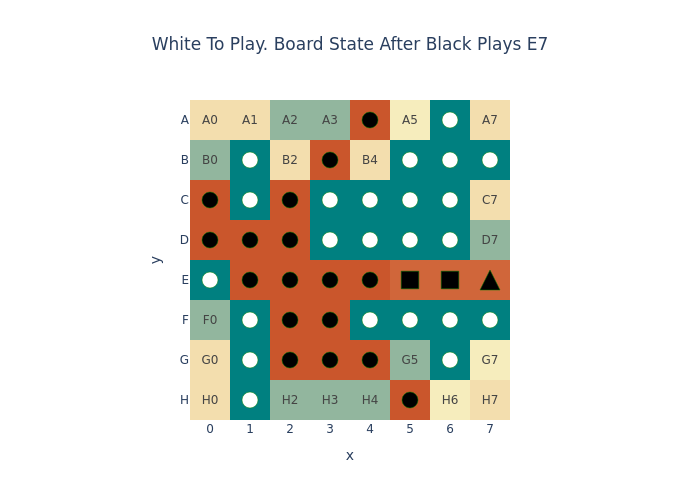 White To Play. Board State After Black Plays E7
A A0 A1 A2 A3 A5 A7
B B0 B2 B4
C C7
D D7
E
F F0
G G0 G5 G7
H H0 H2 H3 H4 H6 H7
0 1 2 3 4 5 6 7
x
y